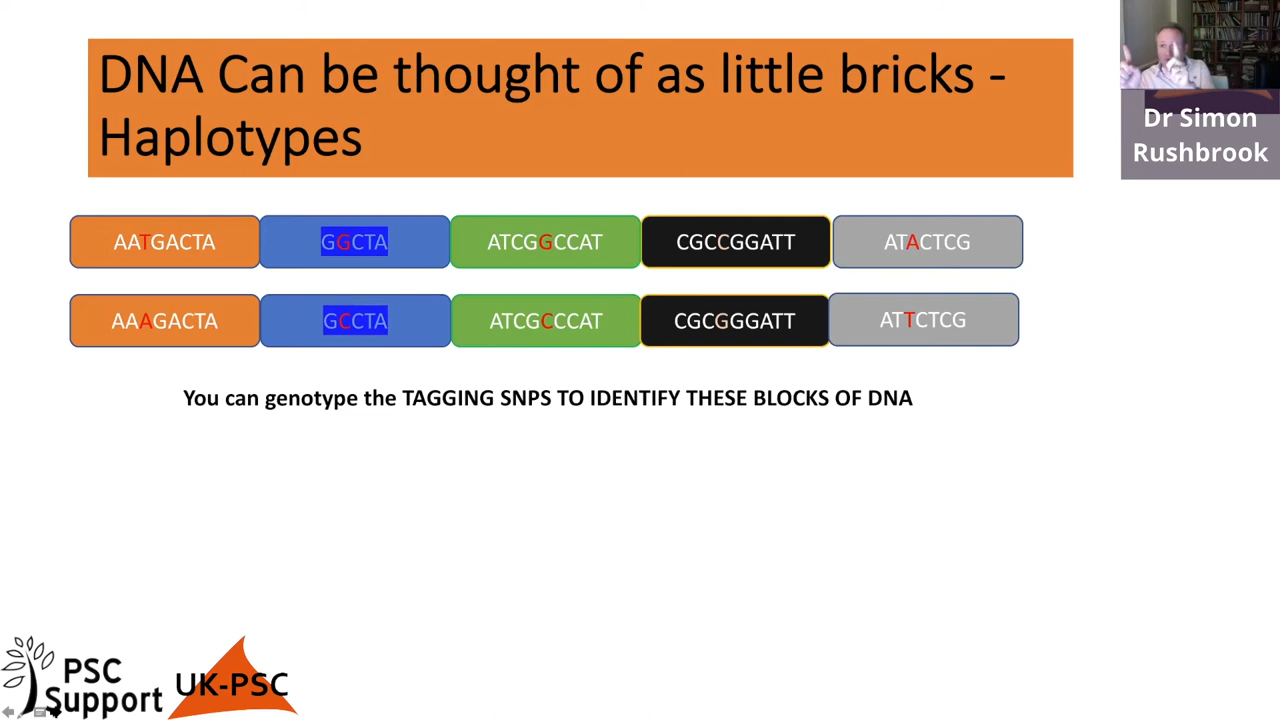 DNA Can be thought of as little bricks -
Haplotypes
Dr Simon
Rushbrook
AATGACTA
GGCTA
ATCGGCCAT
CGCCGGATT
ATACTCG
AAAGACTA
GCCTA
ATCGCCCAT
CGCGGGATT
ATTCTCG
You can genotype the TAGGING SNPS TO IDENTIFY THESE BLOCKS OF DNA
PSC
Support
UK-PSC